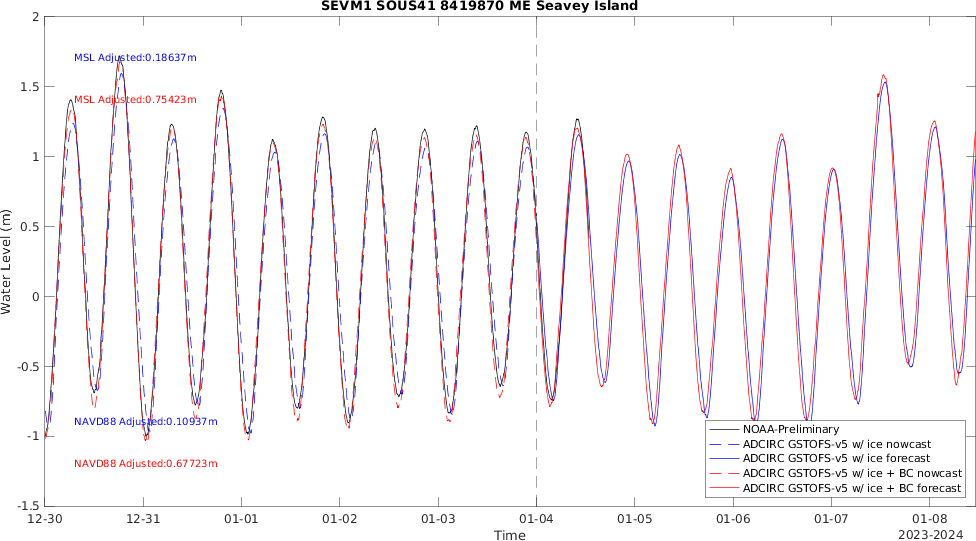 SEVM1 SOUS41 8419870 ME Seavey Island
2
1.5
1
0.5
0
-0.5
-1
-1.5
Water Level (m)
MSL Adjusted:0.18637m
MSL Adjusted:0.75423m
NAVD88 Adjusted:0.10937m
NAVD88 Adjusted:0.67723m
NOAA-Preliminary
ADCIRC GSTOFS-v5 w/ ice nowcast
ADCIRC GSTOFS-v5 w/ ice forecast
ADCIRC GSTOFS-v5 w/ ice + BC nowcast
ADCIRC GSTOFS-v5 w/ ice + BC forecast
12-30 12-31 01-01 01-02 01-03 01-04 01-05 01-06 01-07 01-08
Time
2023-2024